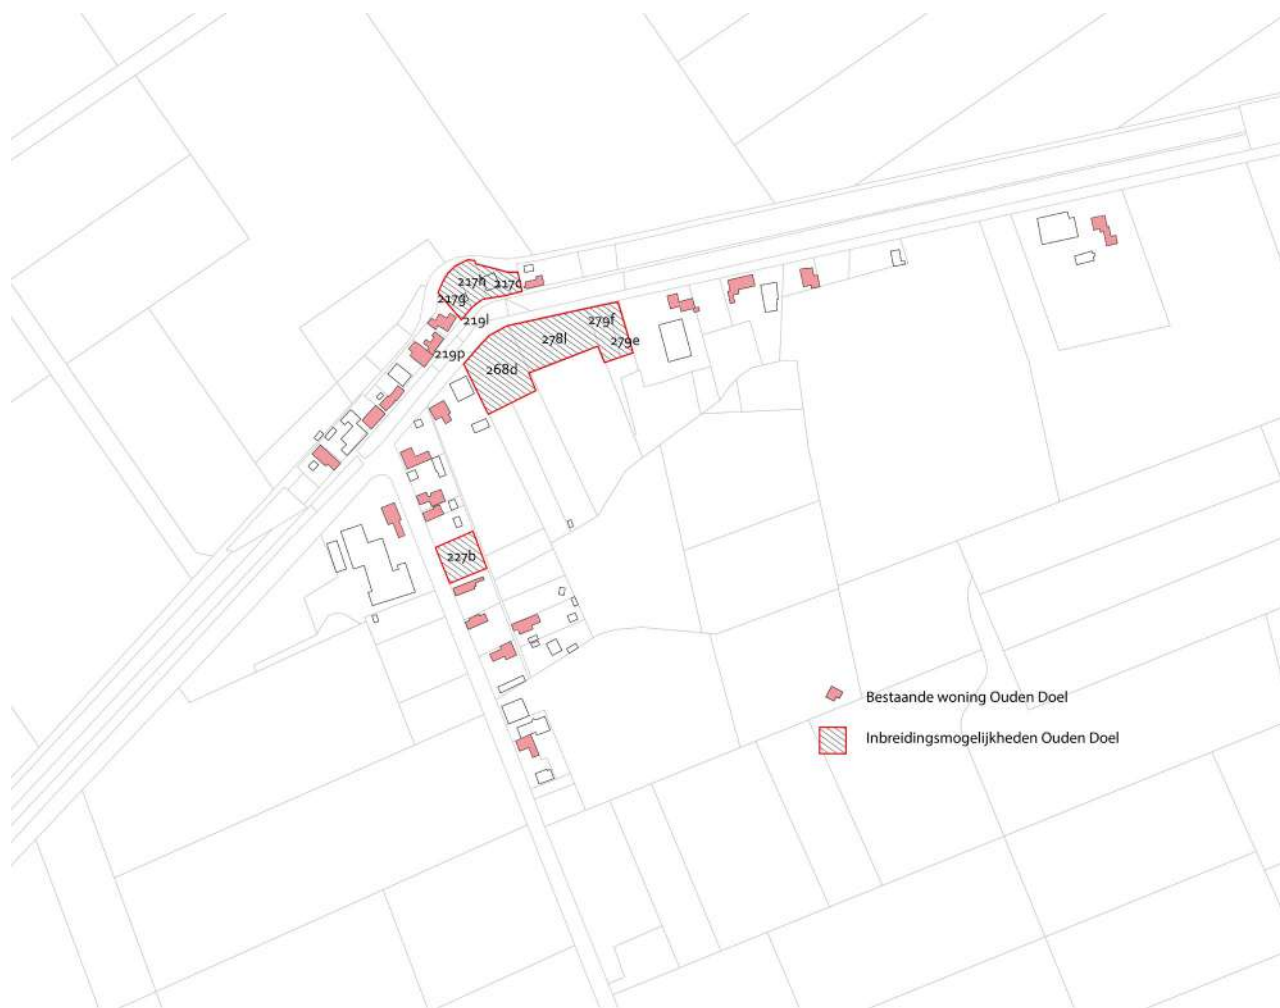 217h
217c
217g
219l
279f
278l
279e
219p
268d
227b
Bestaande woning Ouden Doel
Inbreidingsmogelijkheden Ouden Doel